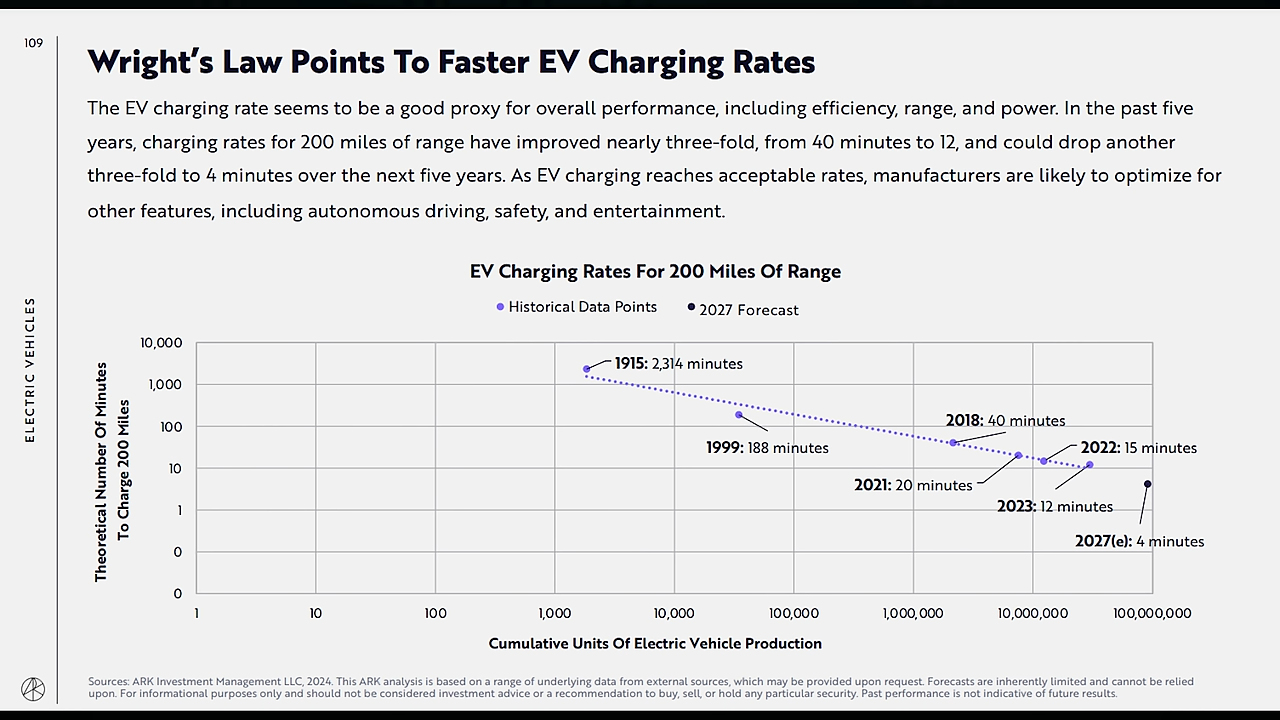 109
Wright's Law Points To Faster EV Charging Rates
The EV charging rate seems to be a good proxy for overall performance, including efficiency, range, and power. In the past five
years, charging rates for 200 miles of range have improved nearly three-fold, from 40 minutes to 12, and could drop another
three-fold to 4 minutes over the next five years. As EV charging reaches acceptable rates, manufacturers are likely to optimize for
other features, including autonomous driving, safety, and entertainment.
ELECTRIC VEHICLES
EV Charging Rates For 200 Miles Of Range
Historical Data Points
2027 Forecast
Theoretical Number Of Minutes
To Charge 200 Miles
10,000
1,000
100
10
1
0
0
1915: 2,314 minutes
1999: 188 minutes
2018: 40 minutes
2021: 20 minutes
2022: 15 minutes
2023: 12 minutes
2027(e): 4 minutes
1
10
100
1,000
10,000
100,000
1,000,000
10,000,000
100,000,000
Cumulative Units Of Electric Vehicle Production
Sources: ARK Investment Management LLC, 2024. This ARK analysis is based on a range of underlying data from external sources, which may be provided upon request. Forecasts are inherently limited and cannot be relied
upon. For informational purposes only and should not be considered investment advice or a recommendation to buy, sell, or hold any particular security. Past performance is not indicative of future results.